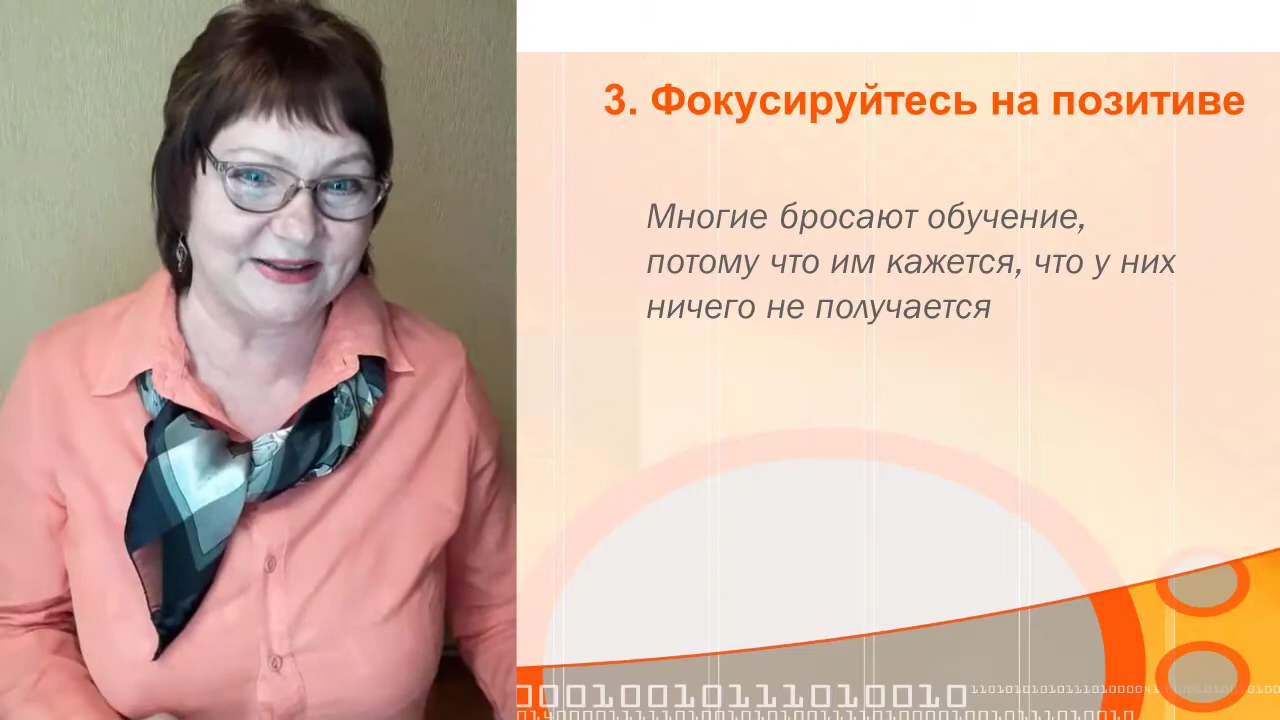 3. Фокусируйтесь на позитиве
Многие бросают обучение,
потому что им кажется, что у них
ничего не получается